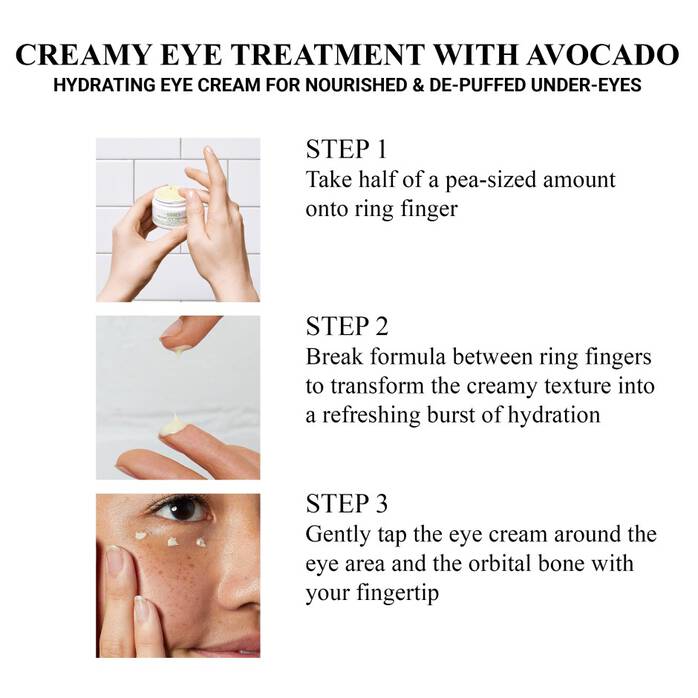 CREAMY EYE TREATMENT WITH AVOCADO
HYDRATING EYE CREAM FOR NOURISHED & DE-PUFFED UNDER-EYES
STEP 1
Take half of a pea-sized amount
onto ring finger
STEP 2
Break formula between ring fingers
to transform the creamy texture into
a refreshing burst of hydration
STEP 3
Gently tap the eye cream around the
eye area and the orbital bone with
your fingertip